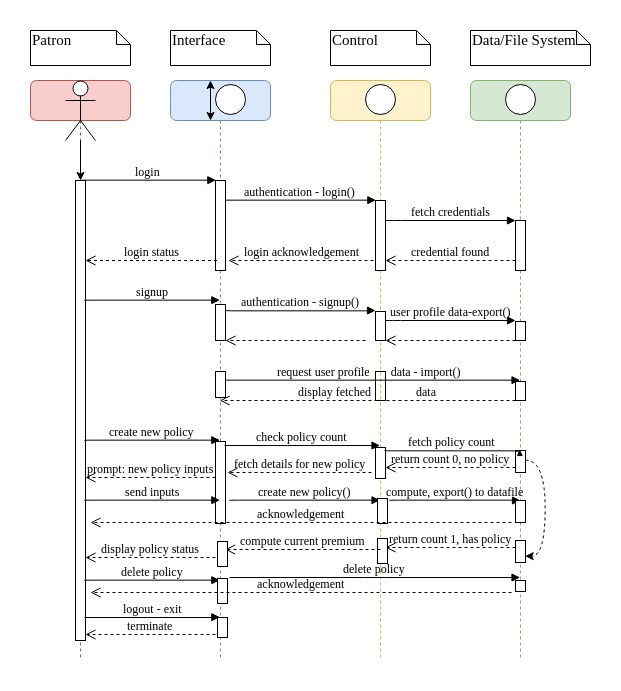 Patron
Interface
Control
Data/File System
login
authentication - login()
fetch credentials
login status
login acknowledgement
credential found
signup
authentication - signup()
user profile data-export()
request user profile
data - import()
display fetched
data
create new policy
check policy count
fetch policy count
prompt: new policy inputs
fetch details for new policy
return count 0, no policy
send inputs
create new policy()
compute, export() to datafile
acknowledgement
display policy status
compute current premium
return count 1, has policy
delete policy
delete policy
acknowledgement
logout - exit
terminate